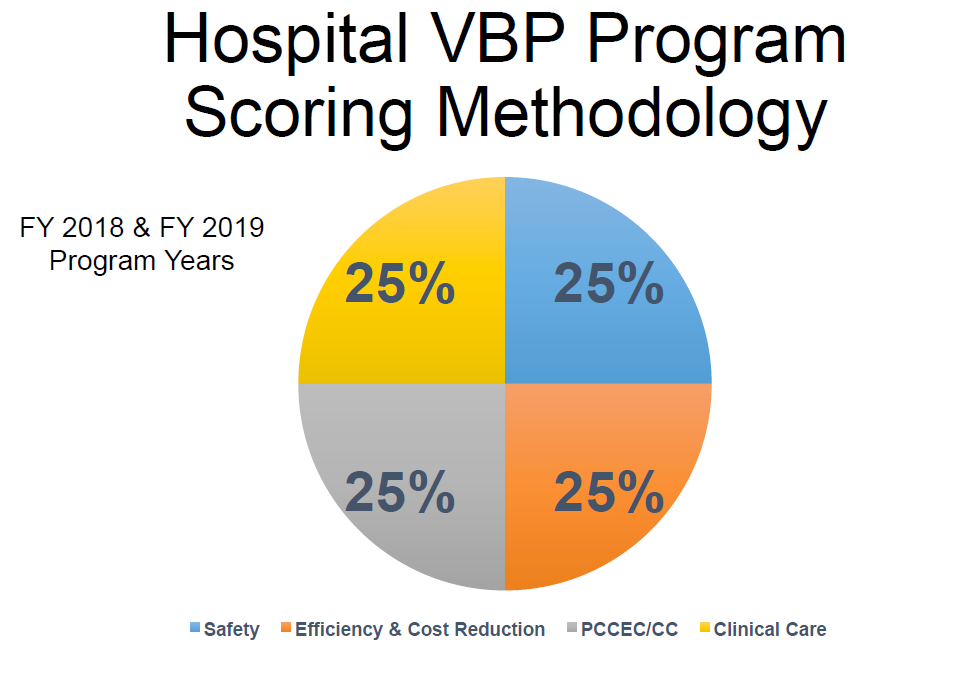 Hospital VBP Program
Scoring Methodology
FY 2018 & FY 2019
Program Years
25%
25%
25%
25%
Safety
Efficiency & Cost Reduction
PCCEC/CC
Clinical Care